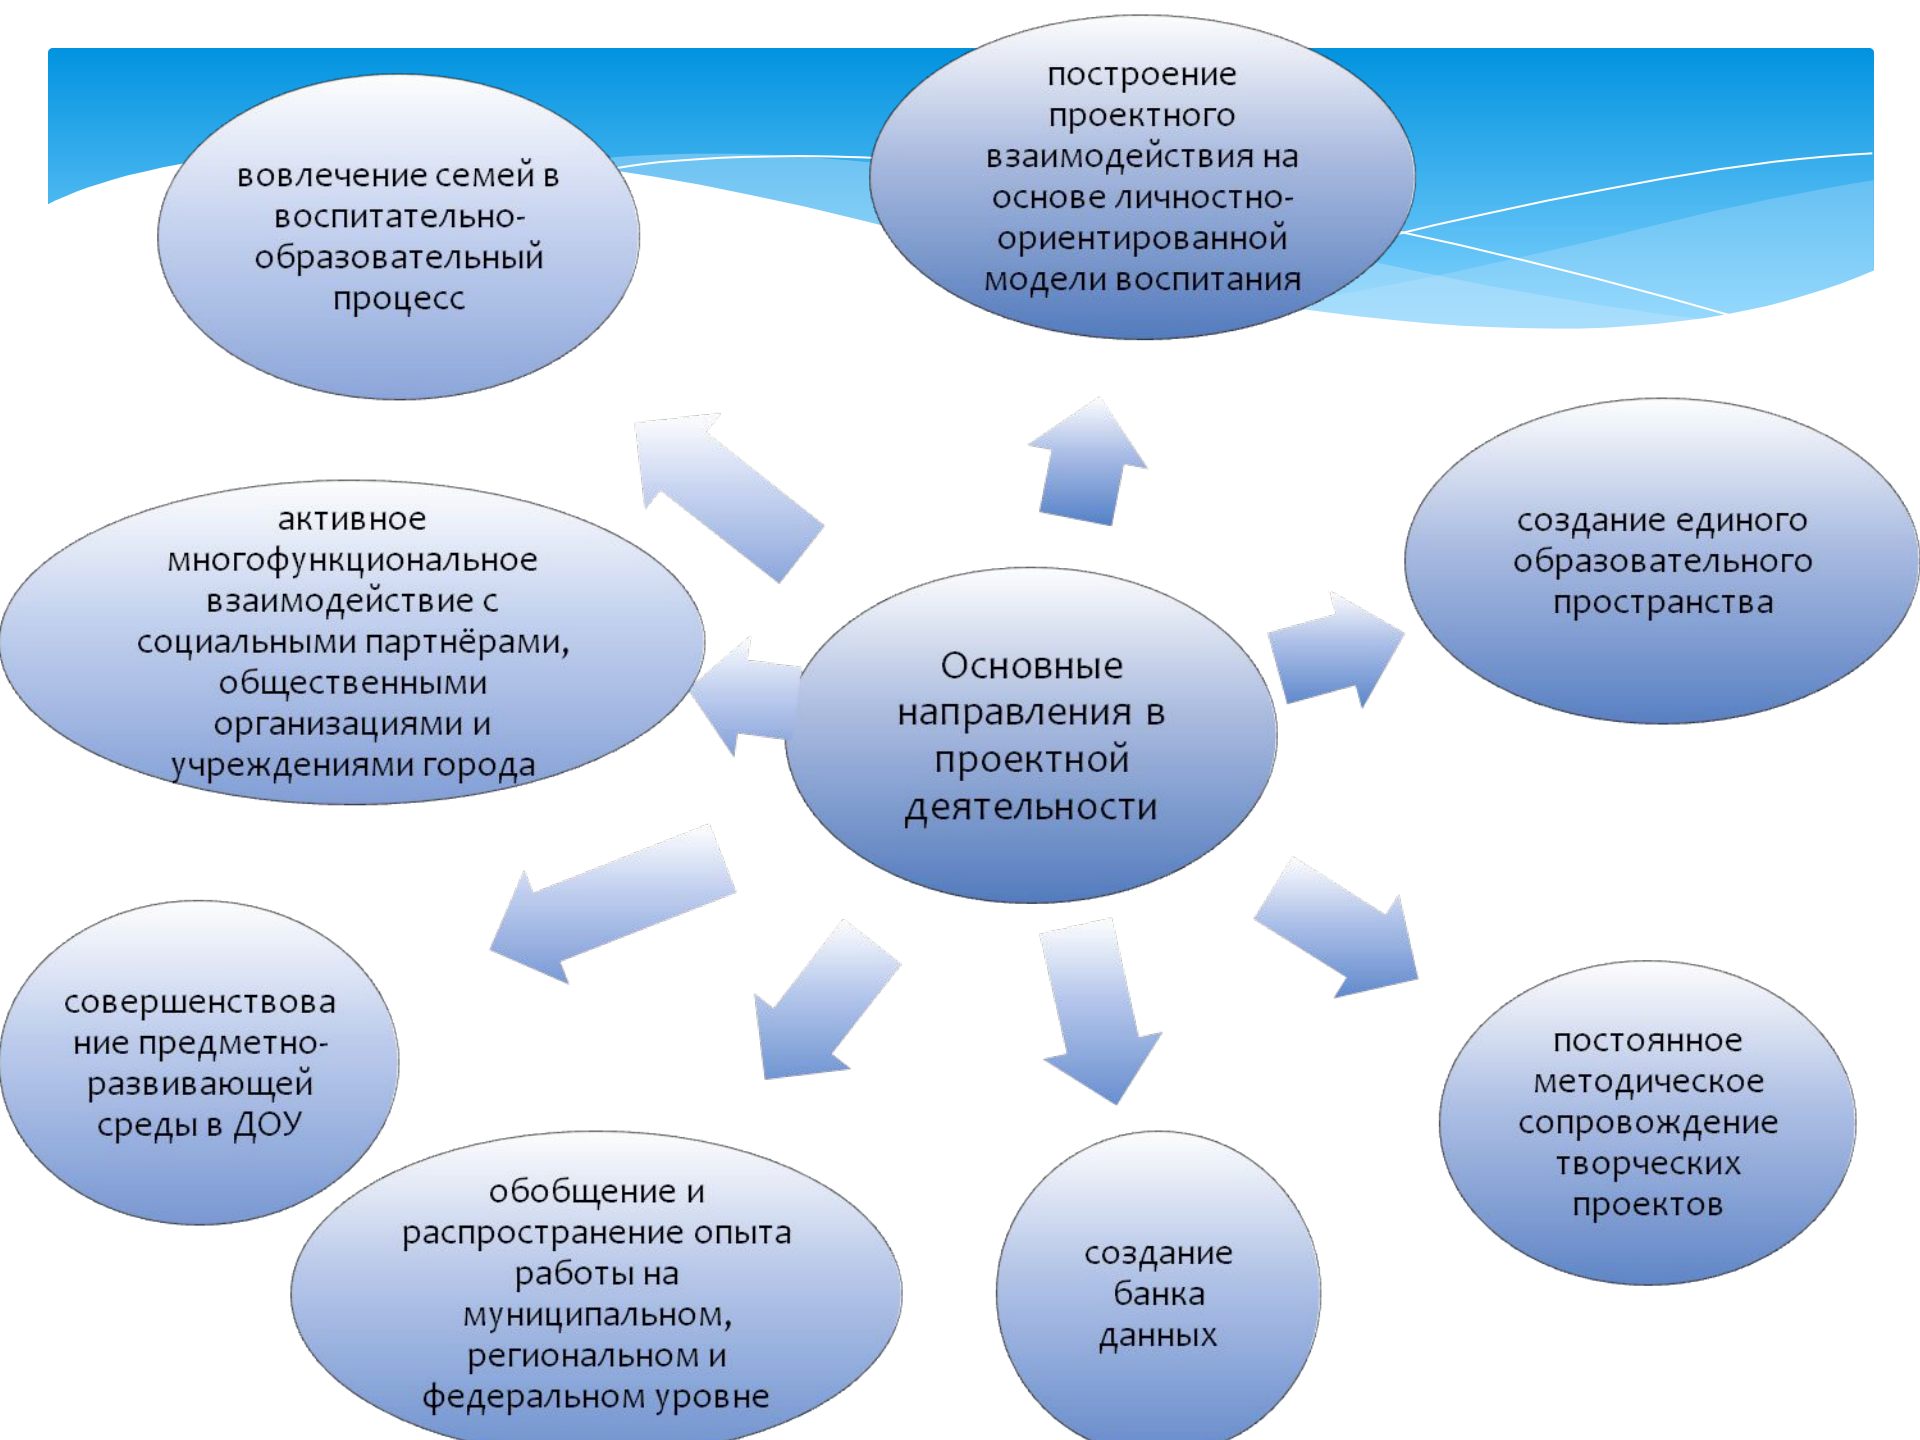 построение
проектного
взаимодействия на
основе личностно-
ориентированной
модели воспитания
вовлечение семей в
воспитательно-
образовательный
процесс
создание единого
образовательного
пространства
активное
многофункциональное
взаимодействие с
социальными партнёрами,
общественными
организациями и
учреждениями города
Основные
направления в
проектной
деятельности
совершенствова
ние предметно-
развивающей
среды в ДОУ
постоянное
методическое
сопровождение
творческих
проектов
обобщение и
распространение опыта
работы на
муниципальном,
региональном и
федеральном уровне
создание
банка
данных